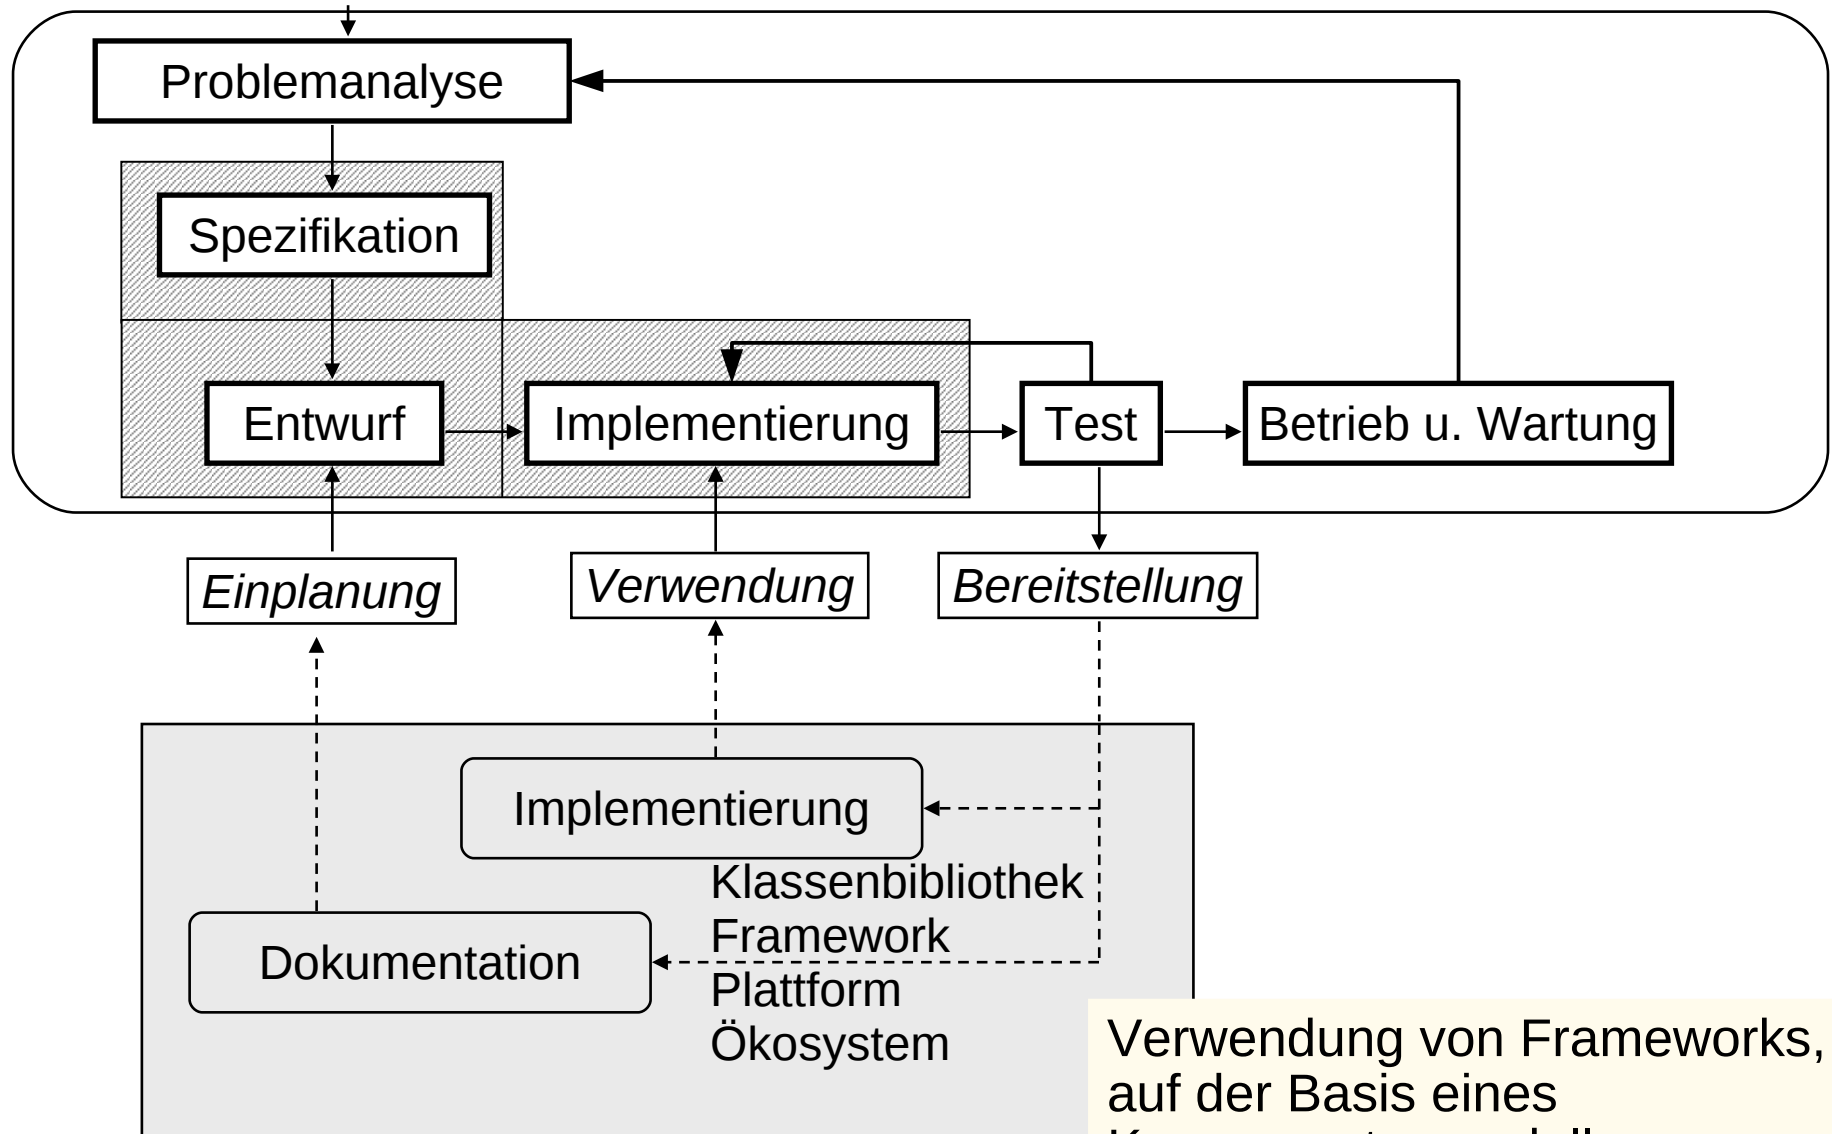 Problemanalyse
Spezifikation
Entwurf
Implementierung
Test
Betrieb u. Wartung
Einplanung
Verwendung
Bereitstellung
Implementierung
Klassenbibliothek
Framework
Dokumentation
Plattform
Ökosystem
Verwendung von Frameworks,
auf der Basis eines